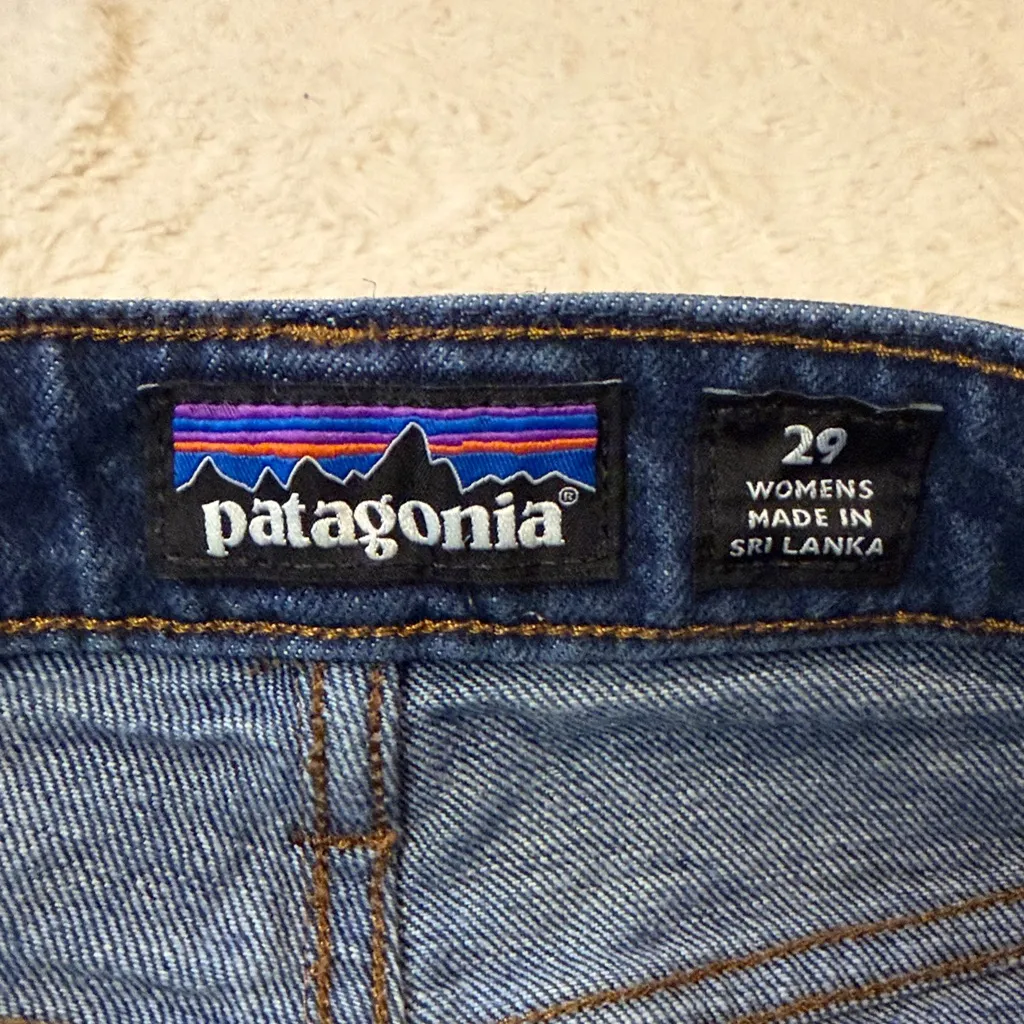 patagonia®
29
WOMENS
MADE IN
SRI LANKA